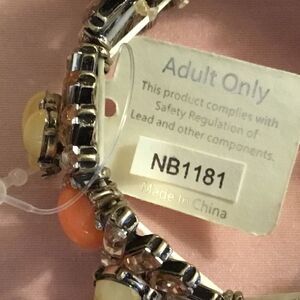 Adult Only
This product complies with
Safety Regulation of
Lead and other components.
NB1181
Made In China